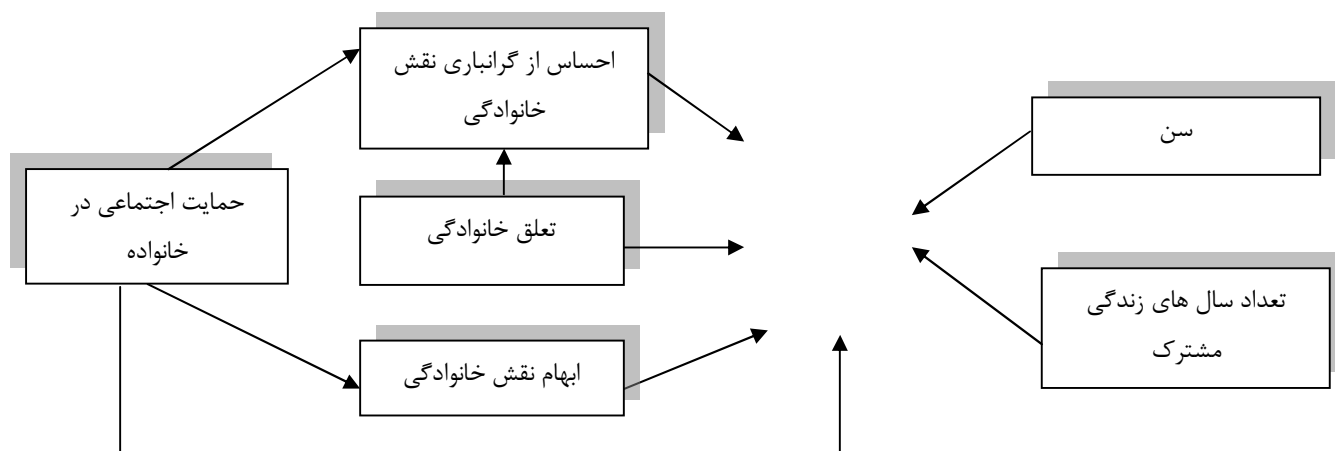 احساس از گرانباری نقش
خانوادگی
سن
حمایت اجتماعی در
خانواده
تعلق خانوادگی
تعداد سال های زندگی
مشترک
ابهام نقش خانوادگی